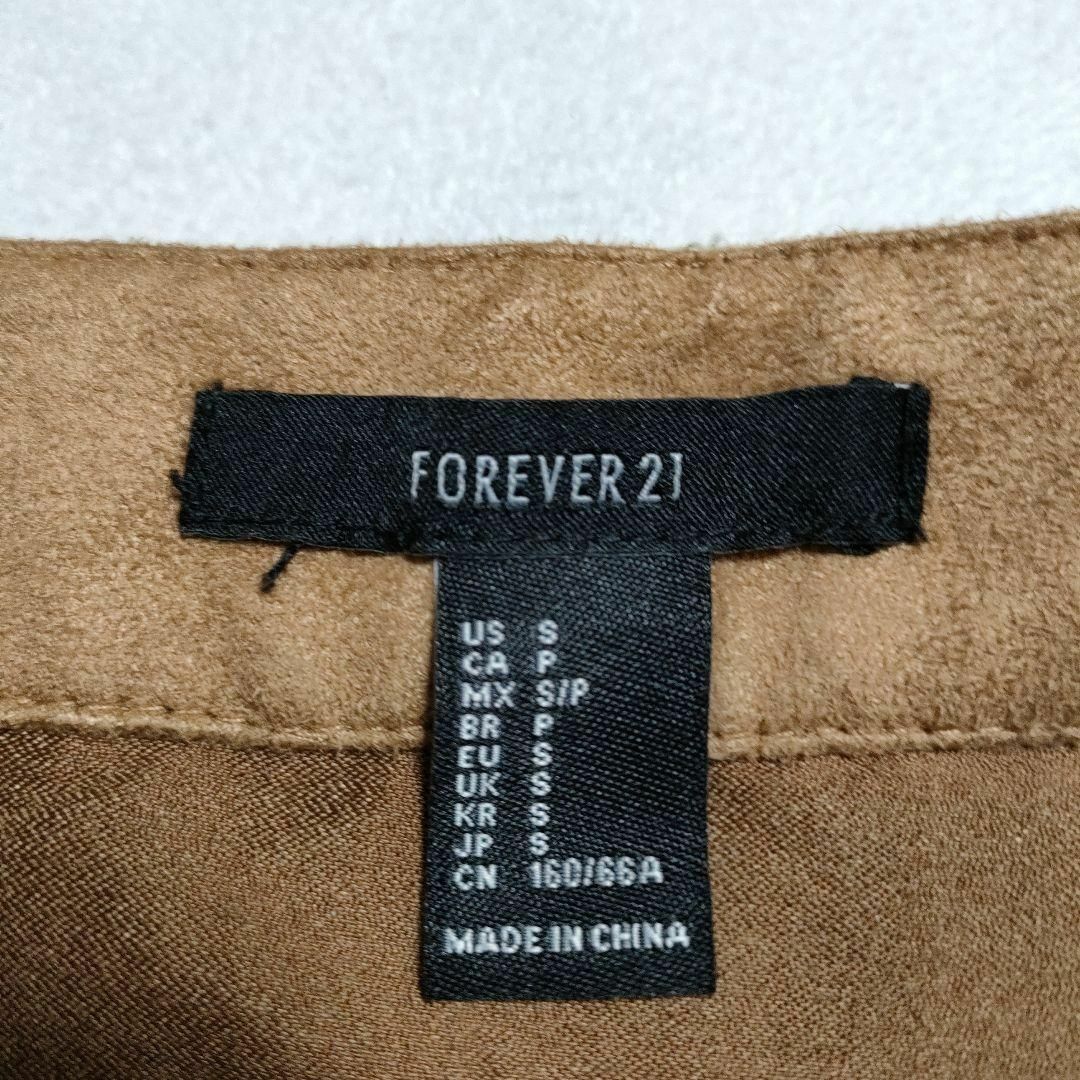 FOREVER 21
US S
CA P
MX S/P
BR P
EU S
UK S
KR S
JP S
CN 160/66A
MADE IN CHINA